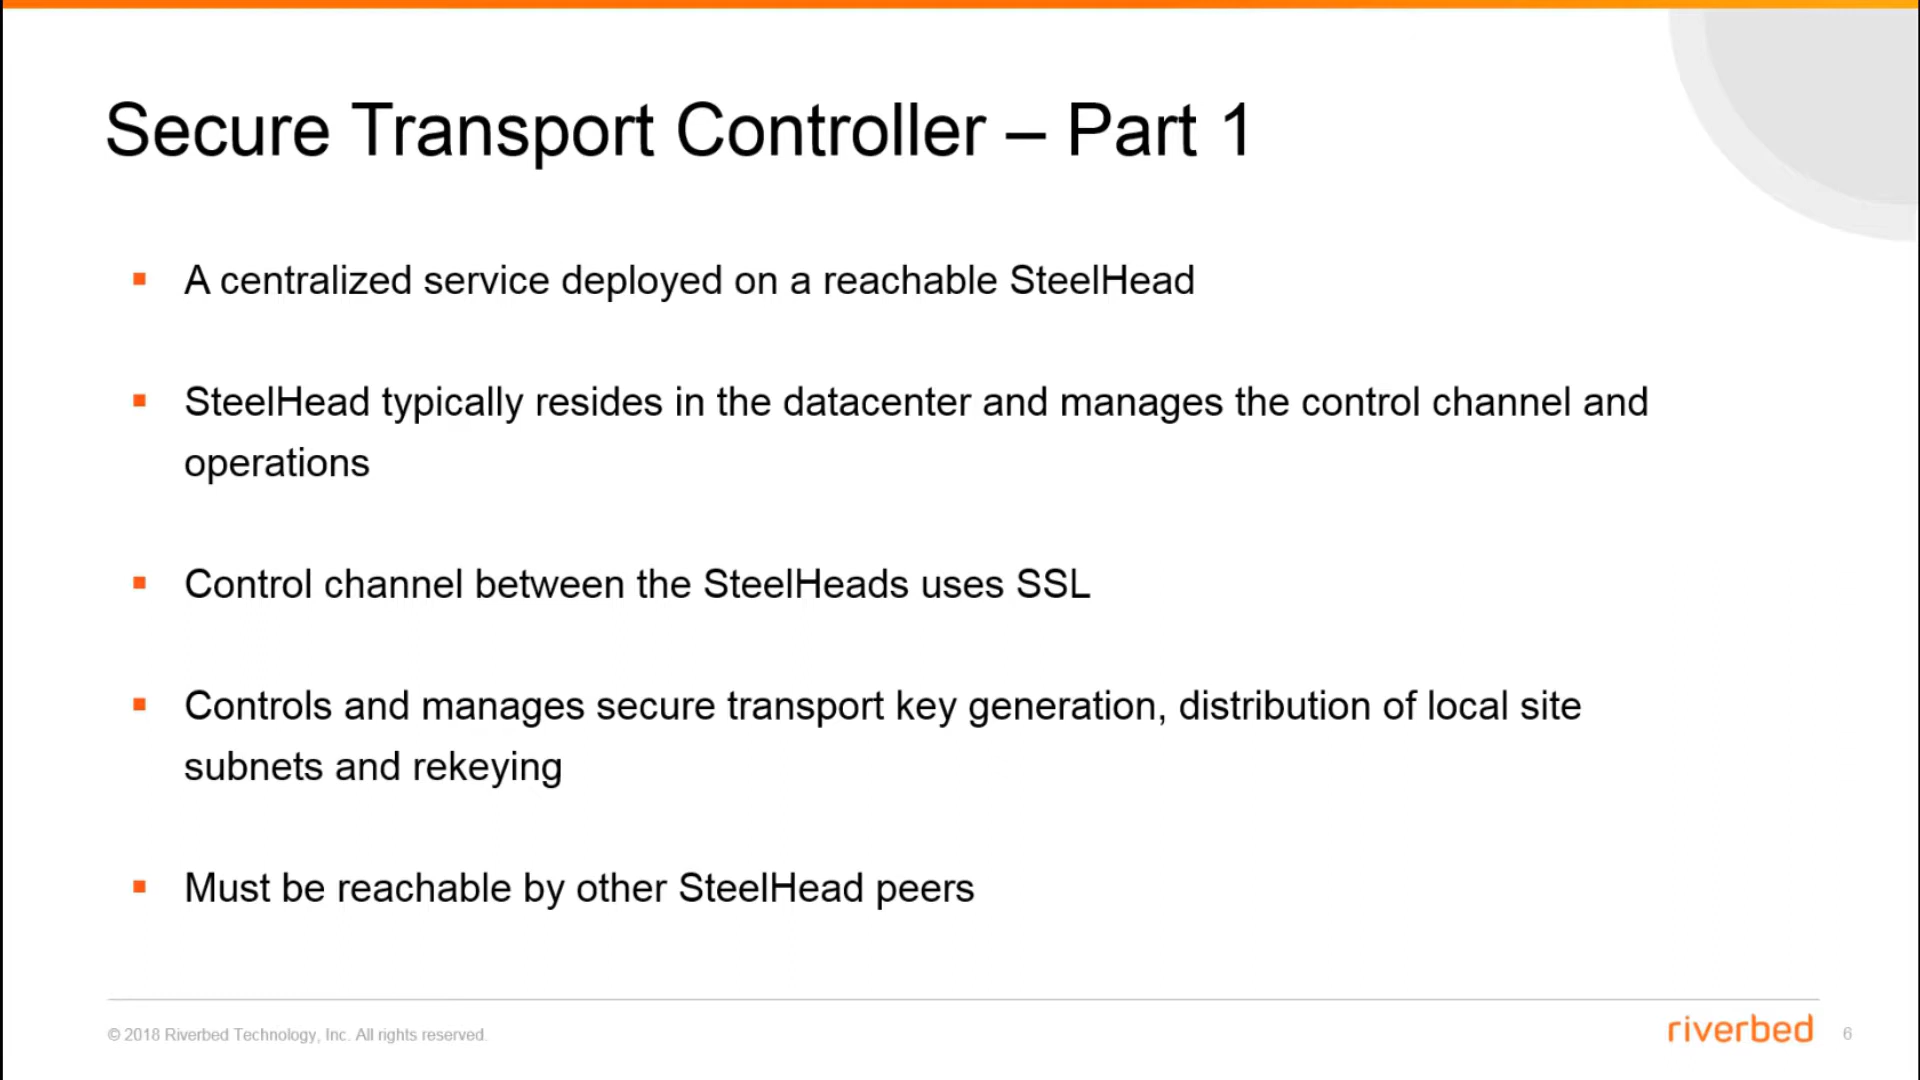 Secure Transport Controller – Part 1
▪ A centralized service deployed on a reachable SteelHead
▪ SteelHead typically resides in the datacenter and manages the control channel and
operations
▪ Control channel between the SteelHeads uses SSL
▪ Controls and manages secure transport key generation, distribution of local site
subnets and rekeying
▪ Must be reachable by other SteelHead peers
© 2018 Riverbed Technology, Inc. All rights reserved.
riverbed 6